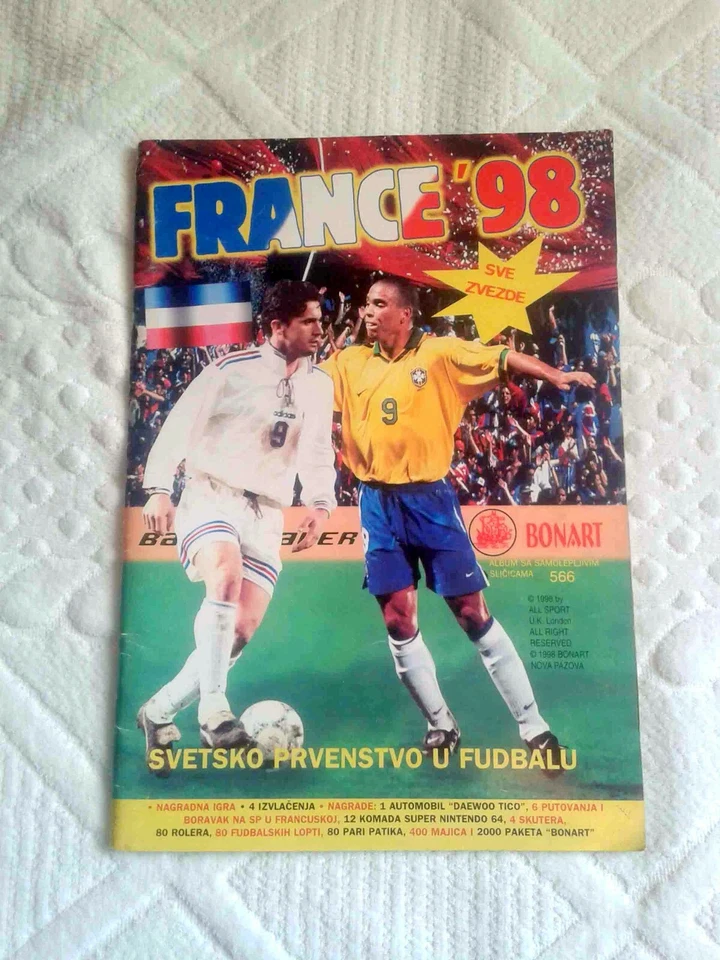 FRANCE '98
SVE
ZVEZDE
adidas
9
9
BONART
ALBUM SA SAMOLEPLJIVIM
SLIČICAMA 566
© 1998 by
ALL SPORT
U.K. London
ALL RIGHT
RESERVED
© 1998 BONART
NOVA PAZOVA
SVETSKO PRVENSTVO U FUDBALU
• NAGRADNA IGRA • 4 IZVLAČENJA • NAGRADE: 1 AUTOMOBIL "DAEWOO TICO", 6 PUTOVANJA I
BORAVAK NA SP U FRANCUSKOJ, 12 KOMADA SUPER NINTENDO 64, 4 SKUTERA,
80 ROLERA, 80 FUDBALSKIH LOPTI, 80 PARI PATIKA, 400 MAJICA I 2000 PAKETA "BONART"